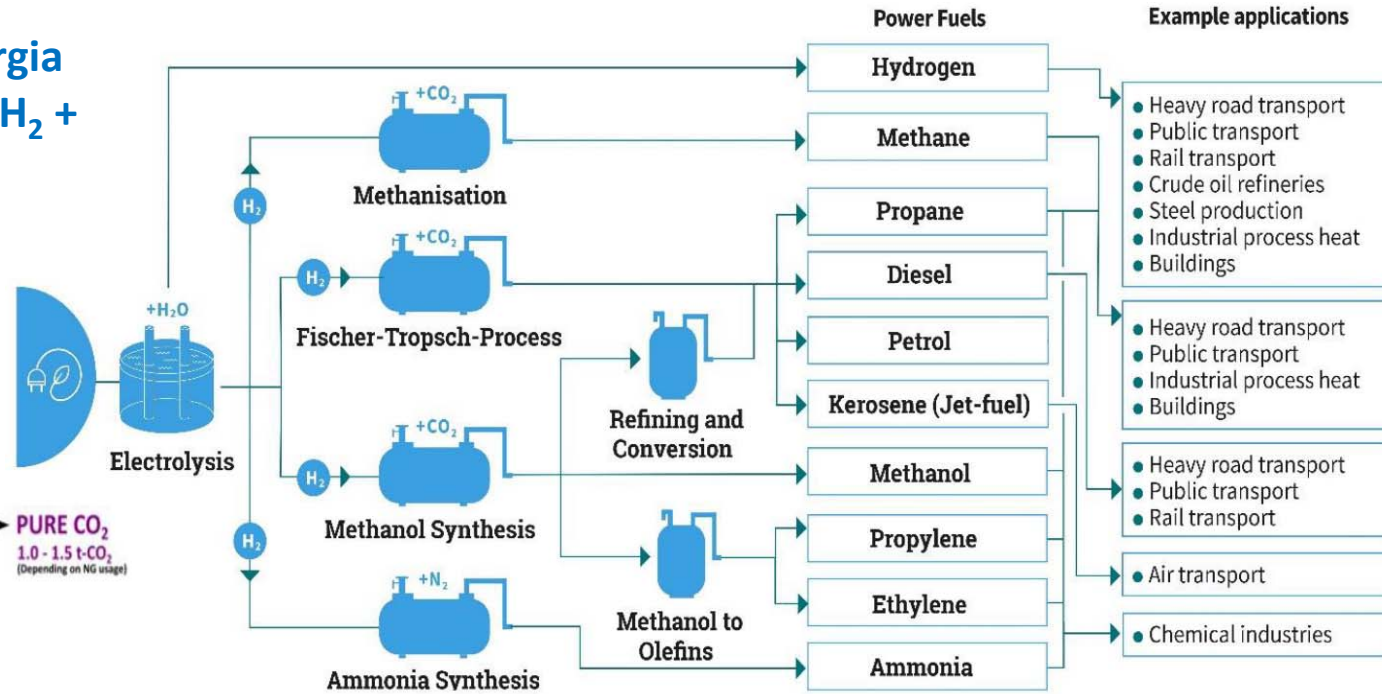 rgia
H₂ +
Power Fuels
Example applications
+H₂O
Electrolysis
PURE CO₂
1.0 - 1.5 t-CO₂
(Depending on NG usage)
H₂
H₂
H₂
H₂
+CO₂
Methanisation
+CO₂
Fischer-Tropsch-Process
+CO₂
Methanol Synthesis
+N₂
Ammonia Synthesis
Refining and
Conversion
Methanol to
Olefins
Hydrogen
Methane
Propane
Diesel
Petrol
Kerosene (Jet-fuel)
Methanol
Propylene
Ethylene
Ammonia
● Heavy road transport
● Public transport
● Rail transport
● Crude oil refineries
● Steel production
● Industrial process heat
● Buildings
● Heavy road transport
● Public transport
● Industrial process heat
● Buildings
● Heavy road transport
● Public transport
● Rail transport
● Air transport
● Chemical industries